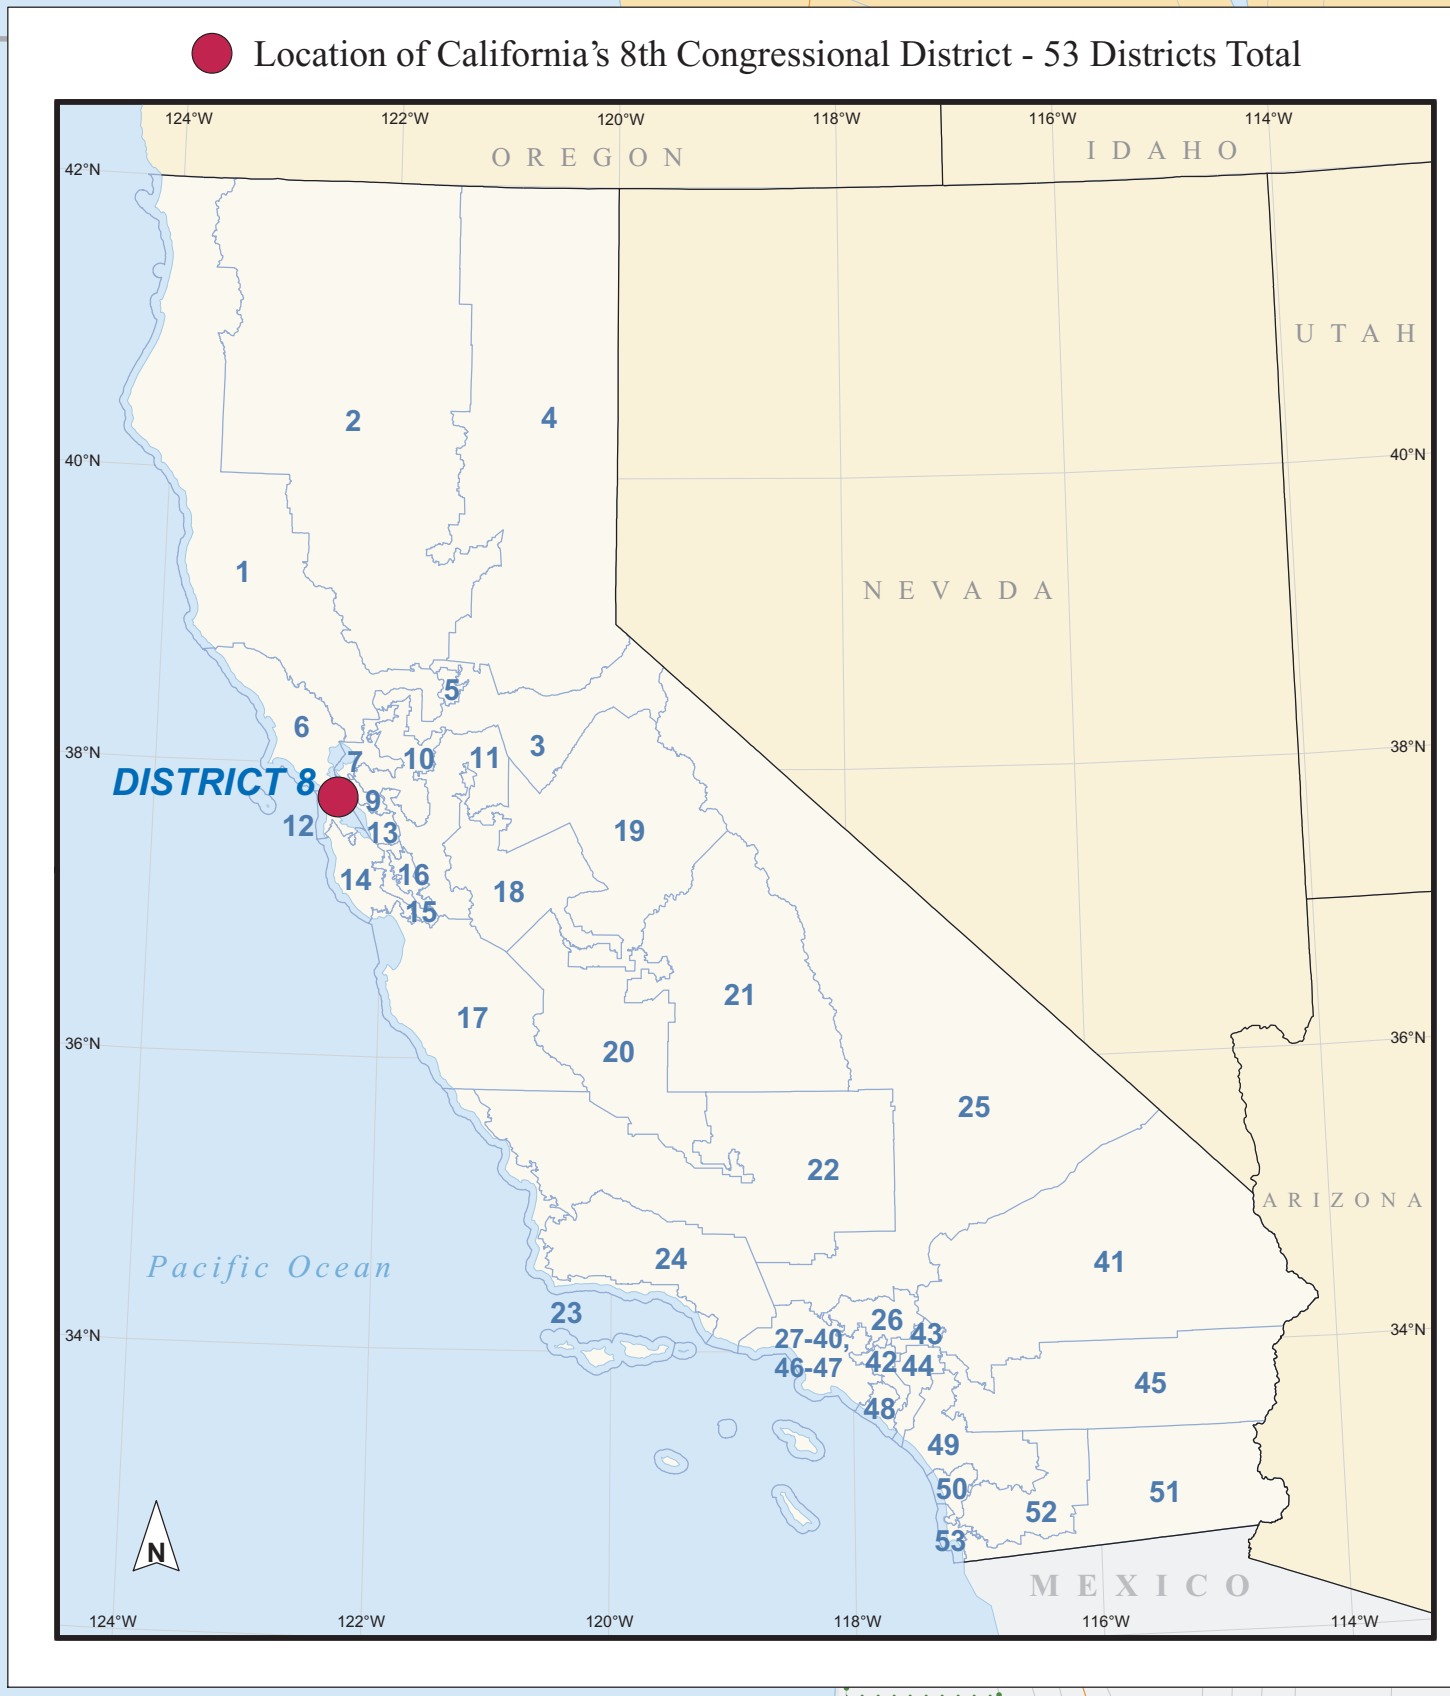 Location of California’s 8th Congressional District - 53 Districts Total
124°W 122°W 120°W 118°W 116°W 114°W
OREGON
IDAHO
42°N
UTAH
2
4
40°N
40°N
1
NEVADA
5
6
3
38°N
38°N
7
10
11
DISTRICT 8
9
12
13
19
14
16
18
15
21
17
36°N
36°N
20
25
22
ARIZONA
24
41
Pacific Ocean
23
26
43
34°N
34°N
27-40,
46-47
42
44
45
48
49
50
51
52
53
N
MEXICO
124°W 122°W 120°W 118°W 116°W 114°W